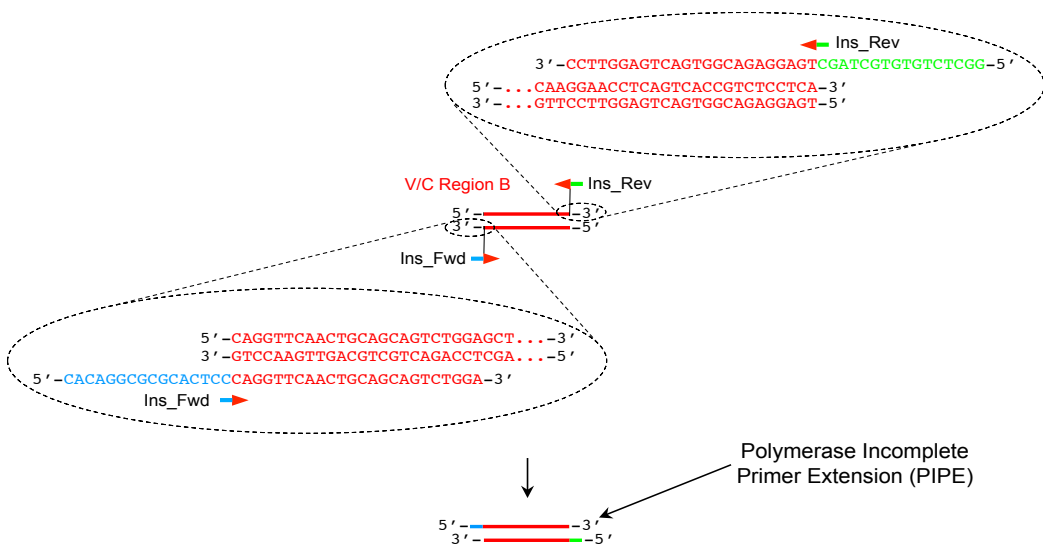 Ins_Rev
3’-CCTTGGAGTCAGTGGCAGAGGAGTCGATCGTGTGTCTCGG-5’
5’-...CAAGGAACCTCAGTCACCGTCTCCTCA-3’
3’-...GTTCCTTGGAGTCAGTGGCAGAGGAGT-5’
V/C Region B
Ins_Rev
5’- -3’
3’- -5’
Ins_Fwd
5’-CAGGTTCAACTGCAGCAGTCTGGAGCT...-3’
3’-GTCCAAGTTGACGTCGTCAGACCTCGA...-5’
5’-CACAGGCGCGCACTCCCAGGTTCAACTGCAGCAGTCTGGA-3’
Ins_Fwd
Polymerase Incomplete
Primer Extension (PIPE)
5’- -3’
3’- -5’